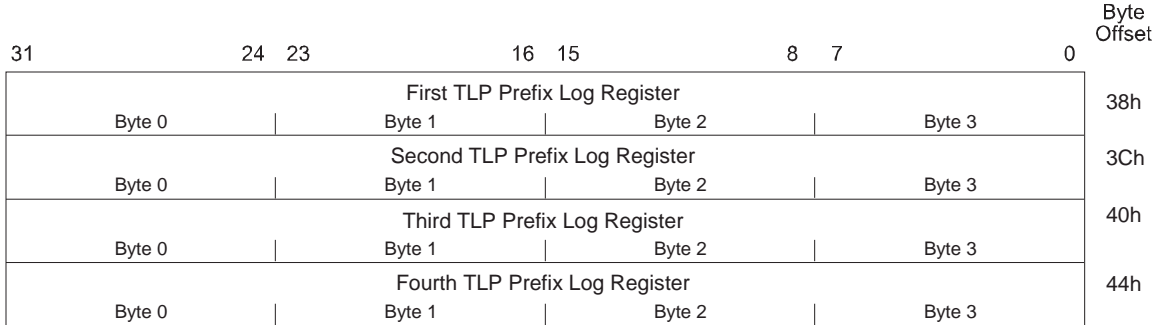 Byte
Offset
31 24 23 16 15 8 7 0
First TLP Prefix Log Register
38h
Byte 0 Byte 1 Byte 2 Byte 3
Second TLP Prefix Log Register
3Ch
Byte 0 Byte 1 Byte 2 Byte 3
Third TLP Prefix Log Register
40h
Byte 0 Byte 1 Byte 2 Byte 3
Fourth TLP Prefix Log Register
44h
Byte 0 Byte 1 Byte 2 Byte 3